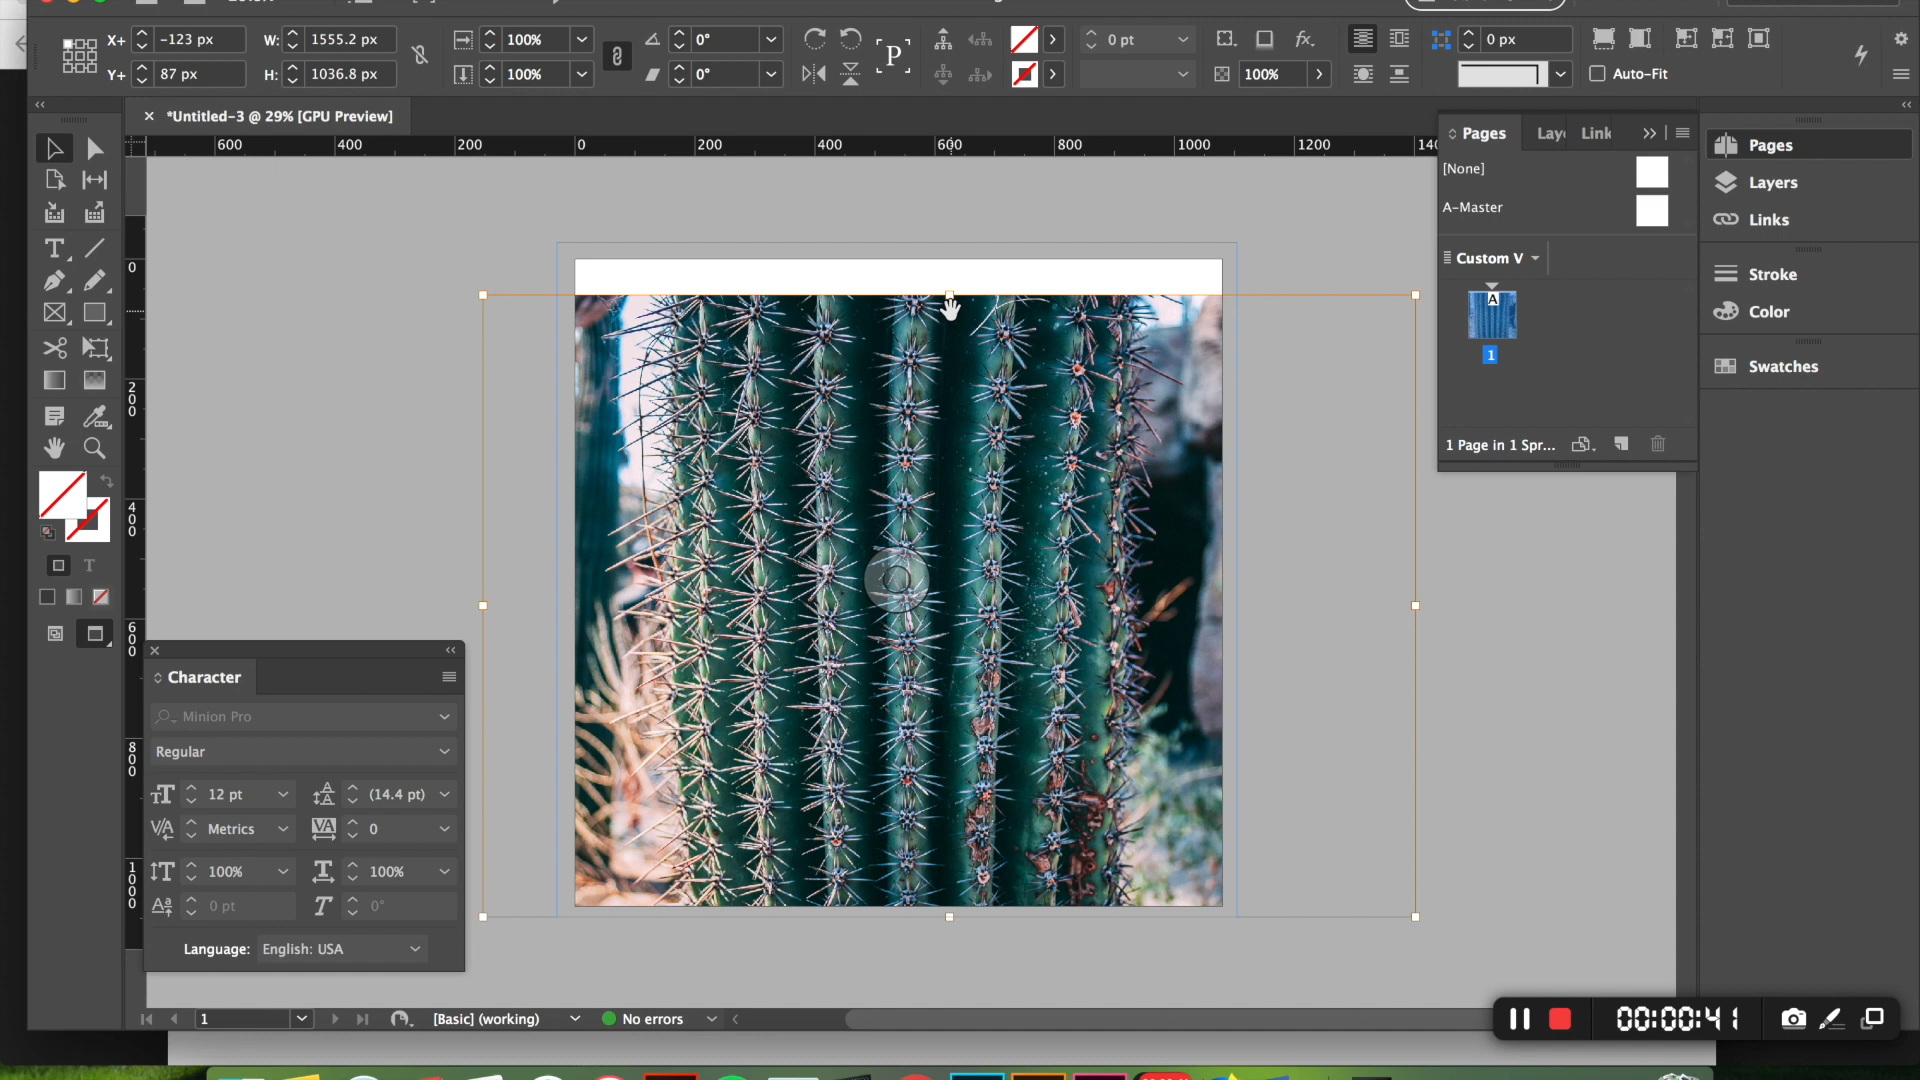 X+ -123 px W: 1555.2 px 100% 0° 0 pt fx 0 px
Y+ 87 px H: 1036.8 px 100% 0° P 100% Auto-Fit
*Untitled-3 @ 29% [GPU Preview]
600 400 200 0 200 400 600 800 1000 1200
0
200
400
600
800
1000
Pages Lay Link
[None]
A-Master
Custom V
A
1
1 Page in 1 Spr...
Pages
Layers
Links
Stroke
Color
Swatches
Character
Minion Pro
Regular
12 pt (14.4 pt)
Metrics 0
100% 100%
0 pt 0°
Language: English: USA
1 [Basic] (working) No errors
00:00:41